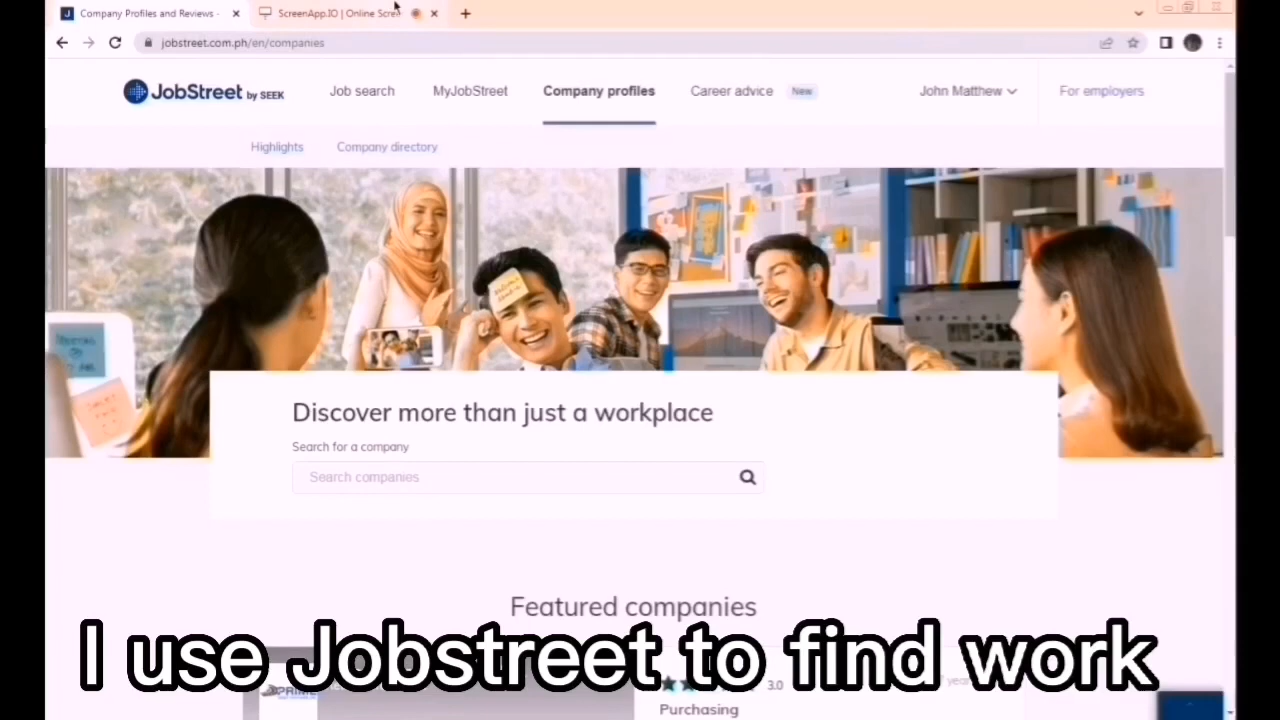 Company Profiles and Reviews -
ScreenApp.IO | Online Scre
jobstreet.com.ph/en/companies
JobStreet by SEEK
Job search
MyJobStreet
Company profiles
Career advice
New
John Matthew
For employers
Highlights
Company directory
Discover more than just a workplace
Search for a company
Search companies
Featured companies
I use Jobstreet to find work
PRIME
3.0
Purchasing